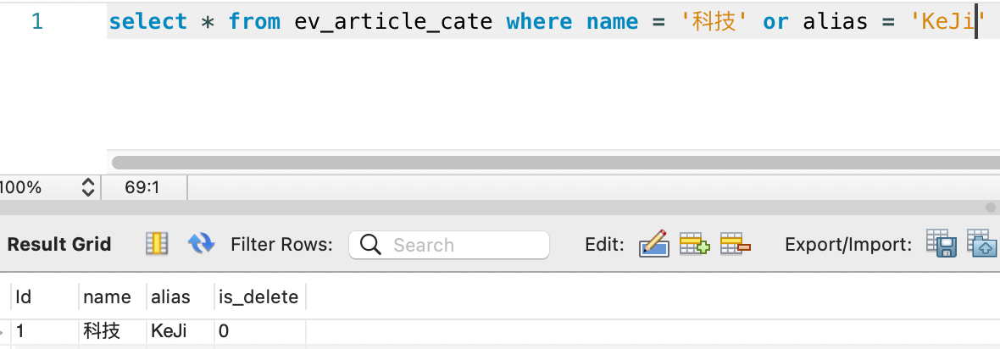 1 select * from ev_article_cate where name = '科技' or alias = 'KeJi'
100% 69:1
Result Grid Filter Rows: Search Edit: Export/Import:
Id name alias is_delete
1 科技 KeJi 0